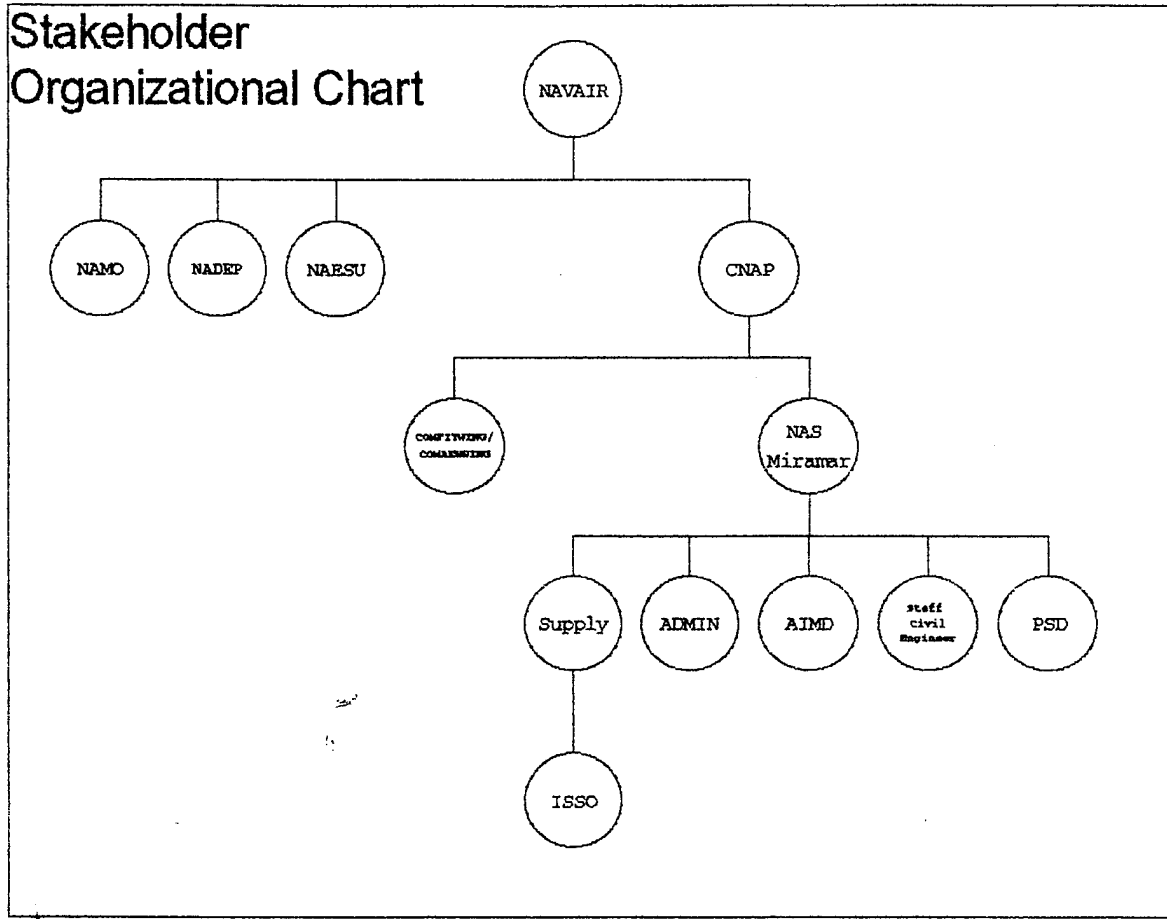 Stakeholder
Organizational Chart
NAVAIR
NAMO
NADEP
NAESU
CNAP
COMFITWING/
NAS
Miramar
Supply
ADMIN
AIMD
Staff
Civil
Engineer
PSD
ISSO